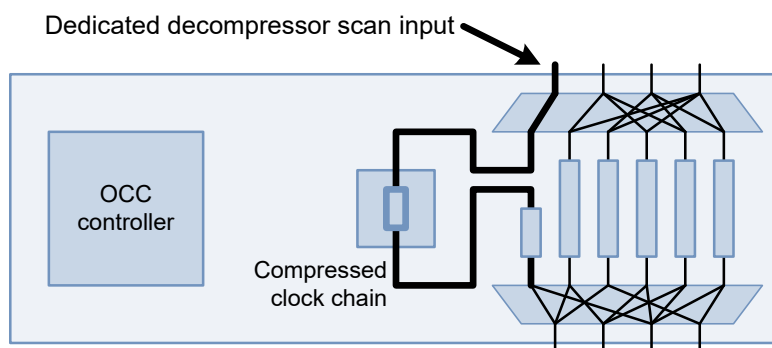 Dedicated decompressor scan input
OCC
controller
Compressed
clock chain